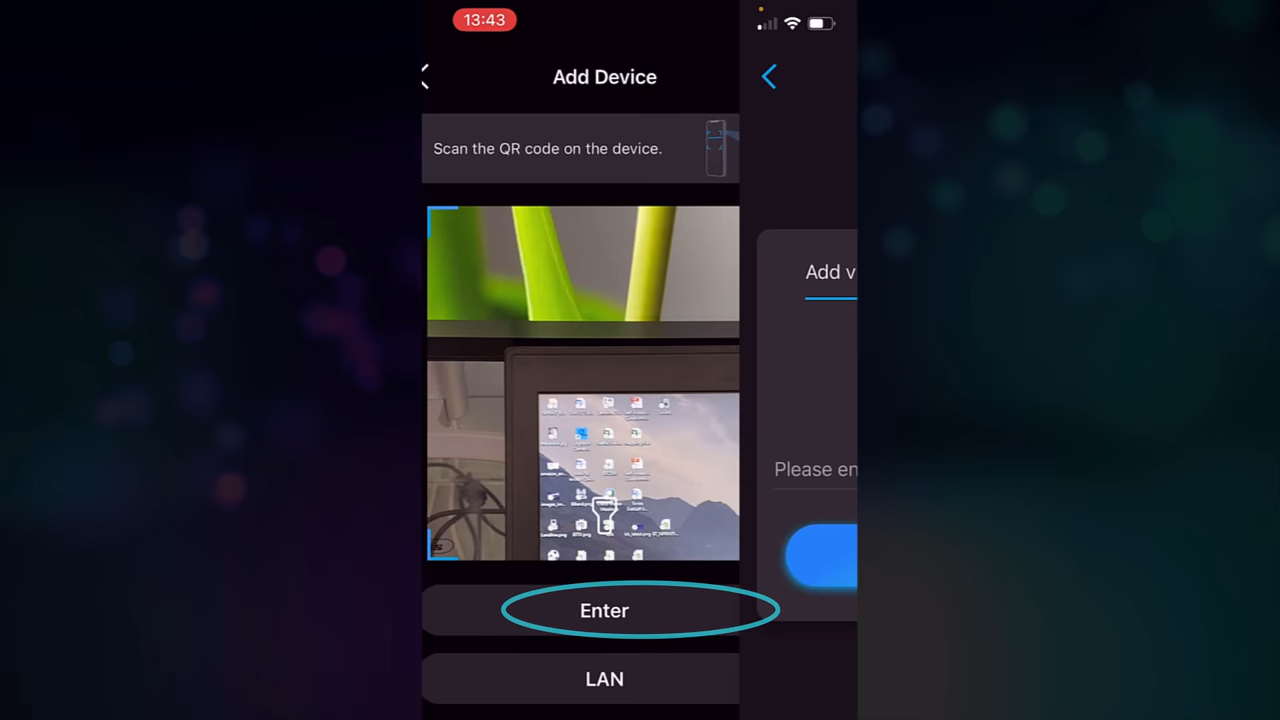 13:43
Add Device
Scan the QR code on the device.
Add v
Please en
Enter
LAN